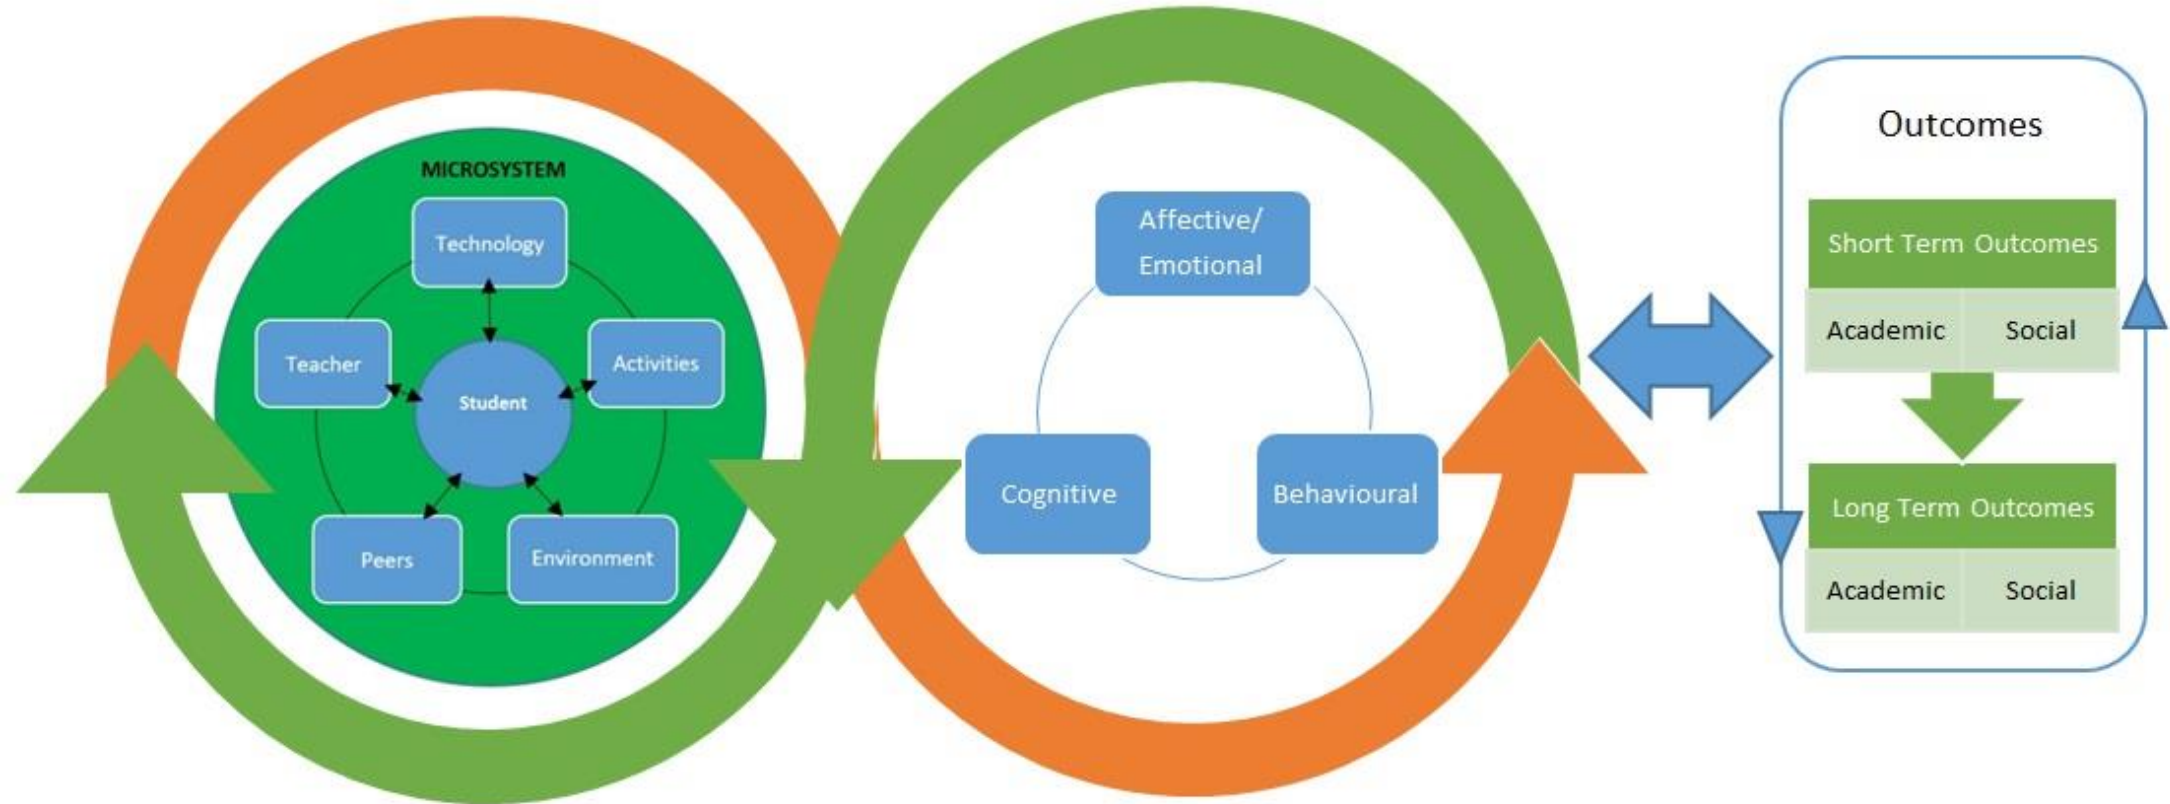 MICROSYSTEM
Technology
Teacher
Activities
Student
Peers
Environment
Affective/
Emotional
Cognitive
Behavioural
Outcomes
Short Term Outcomes
Academic
Social
Long Term Outcomes
Academic
Social